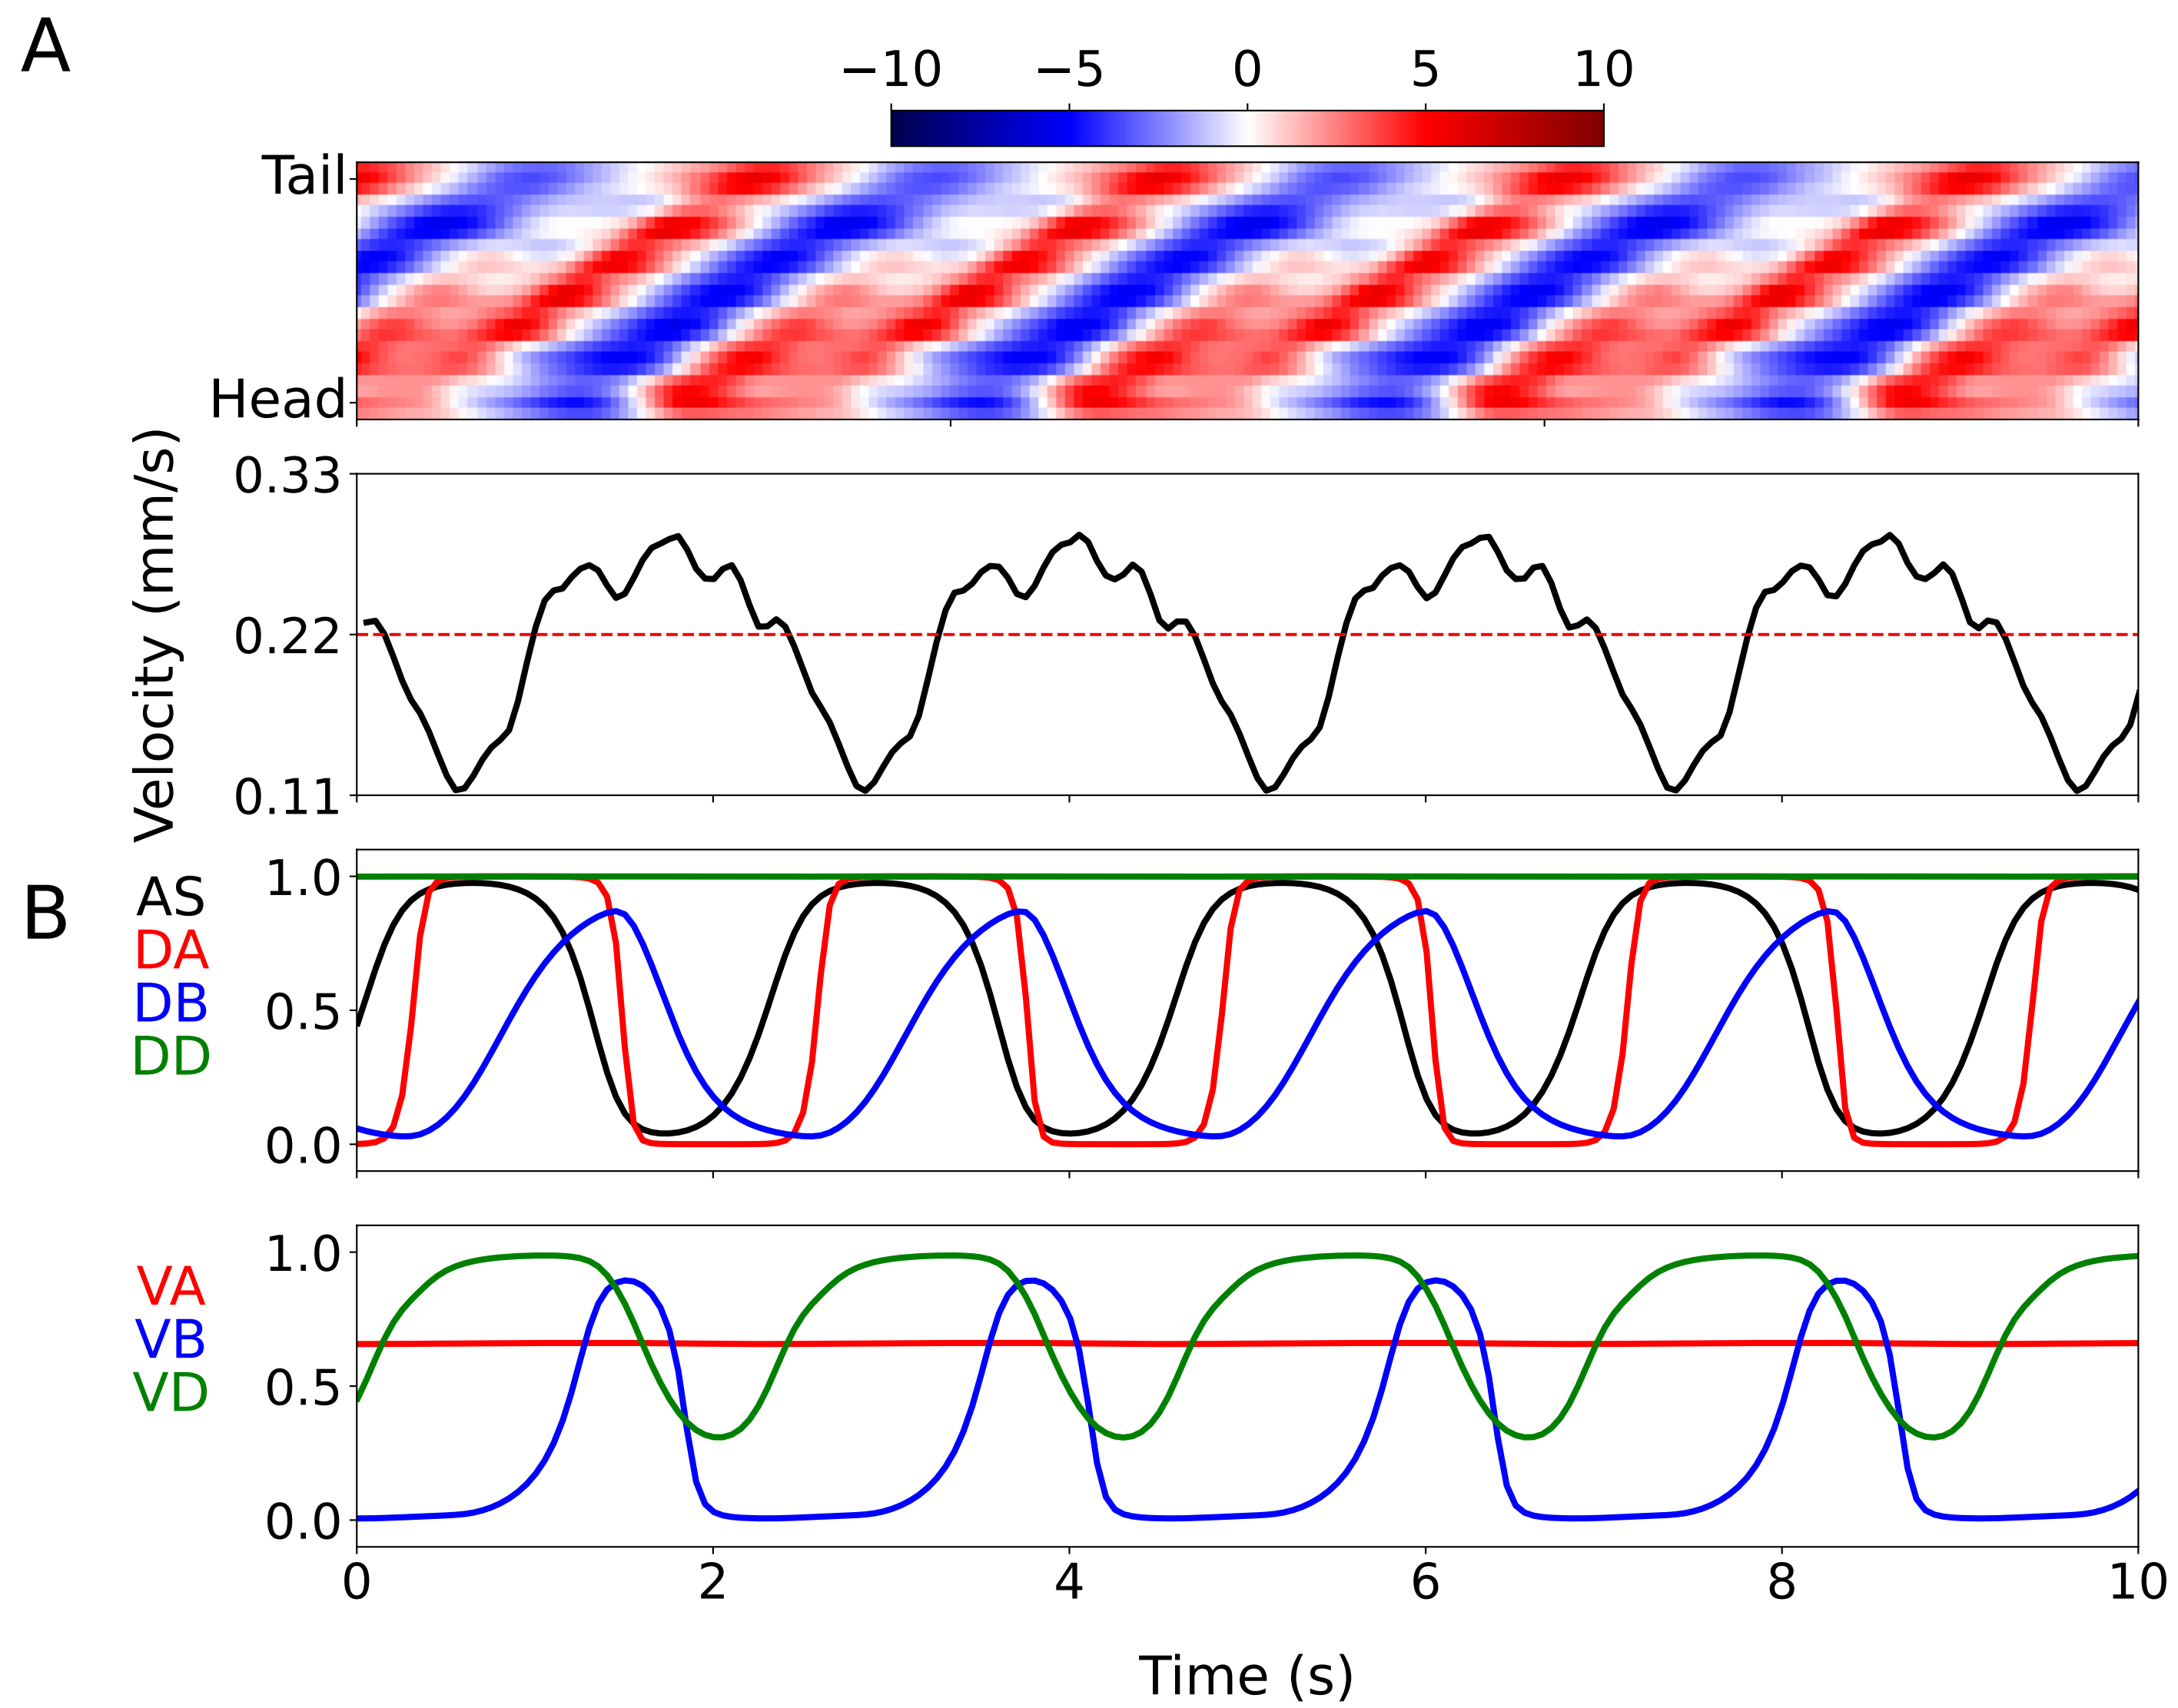 A
−10 −5 0 5 10
Tail
Head
Velocity (mm/s)
0.33
0.22
0.11
B
AS
DA
DB
DD
1.0
0.5
0.0
VA
VB
VD
1.0
0.5
0.0
0 2 4 6 8 10
Time (s)